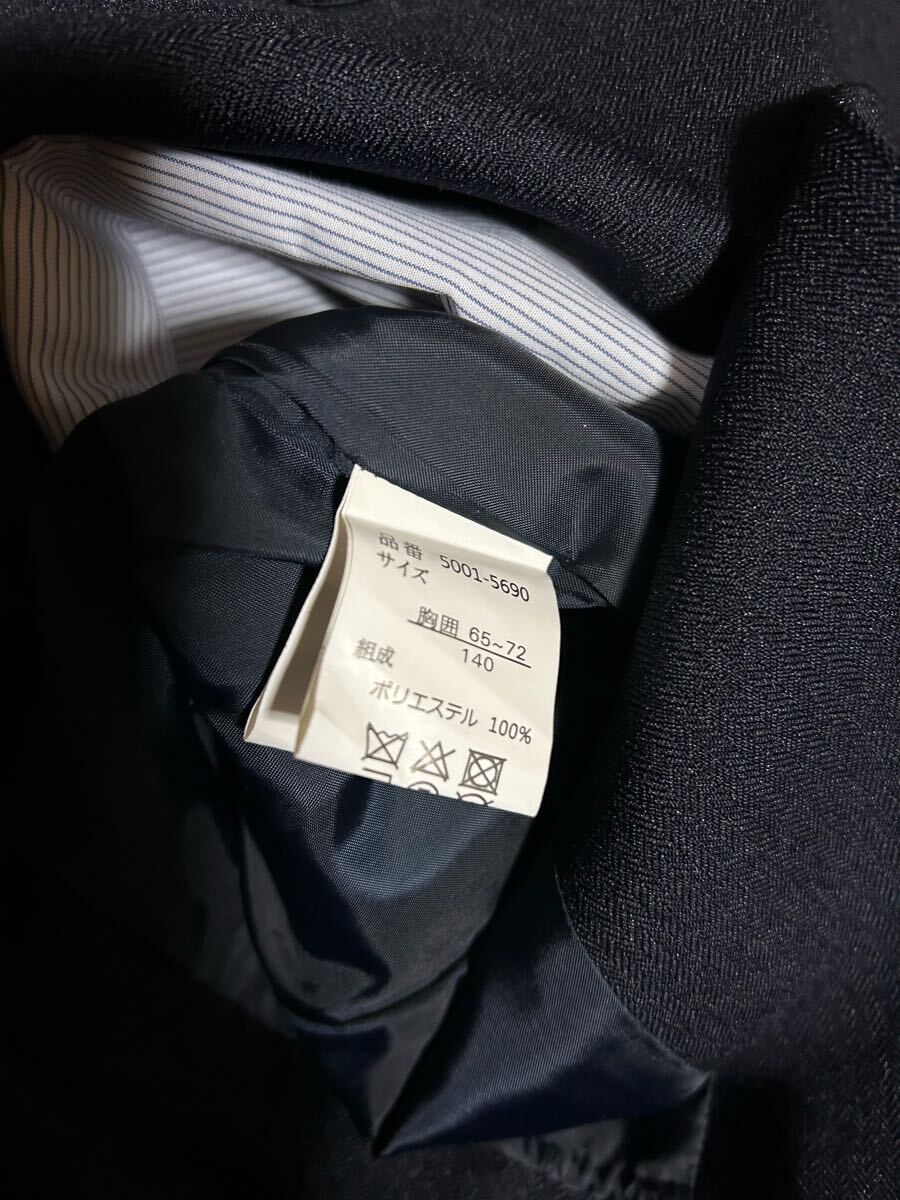 品番 5001-5690
サイズ
胸囲 65~72
140
組成
ポリエステル 100%